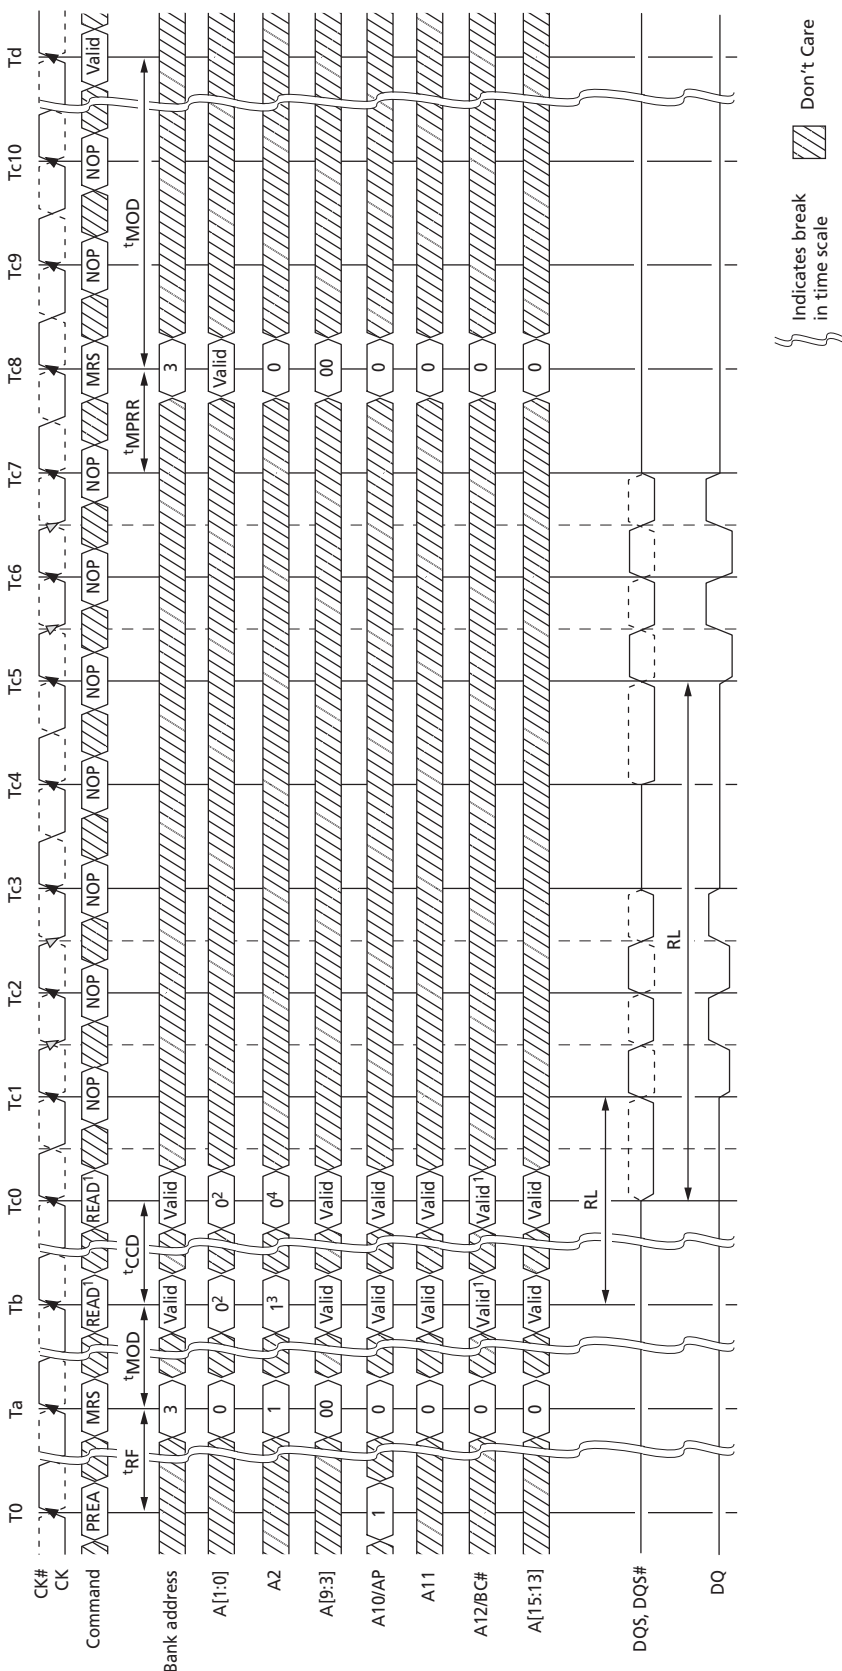 T0 Ta Tb Tc0 Tc1 Tc2 Tc3 Tc4 Tc5 Tc6 Tc7 Tc8 Tc9 Tc10 Td
CK#
CK
Command PREA MRS READ¹ READ¹ NOP NOP NOP NOP NOP NOP NOP MRS NOP NOP Valid
tRF tMOD tCCD tMPRR tMOD
Bank address 3 Valid Valid 3
A[1:0] 0 0² 0² Valid
A2 1 1³ 0⁴ 0
A[9:3] 00 Valid Valid 00
A10/AP 1 0 Valid Valid 0
A11 0 Valid Valid 0
A12/BC# 0 Valid¹ Valid¹ 0
A[15:13] 0 Valid Valid 0
RL
DQS, DQS#
RL
DQ
Indicates break
in time scale
Don't Care